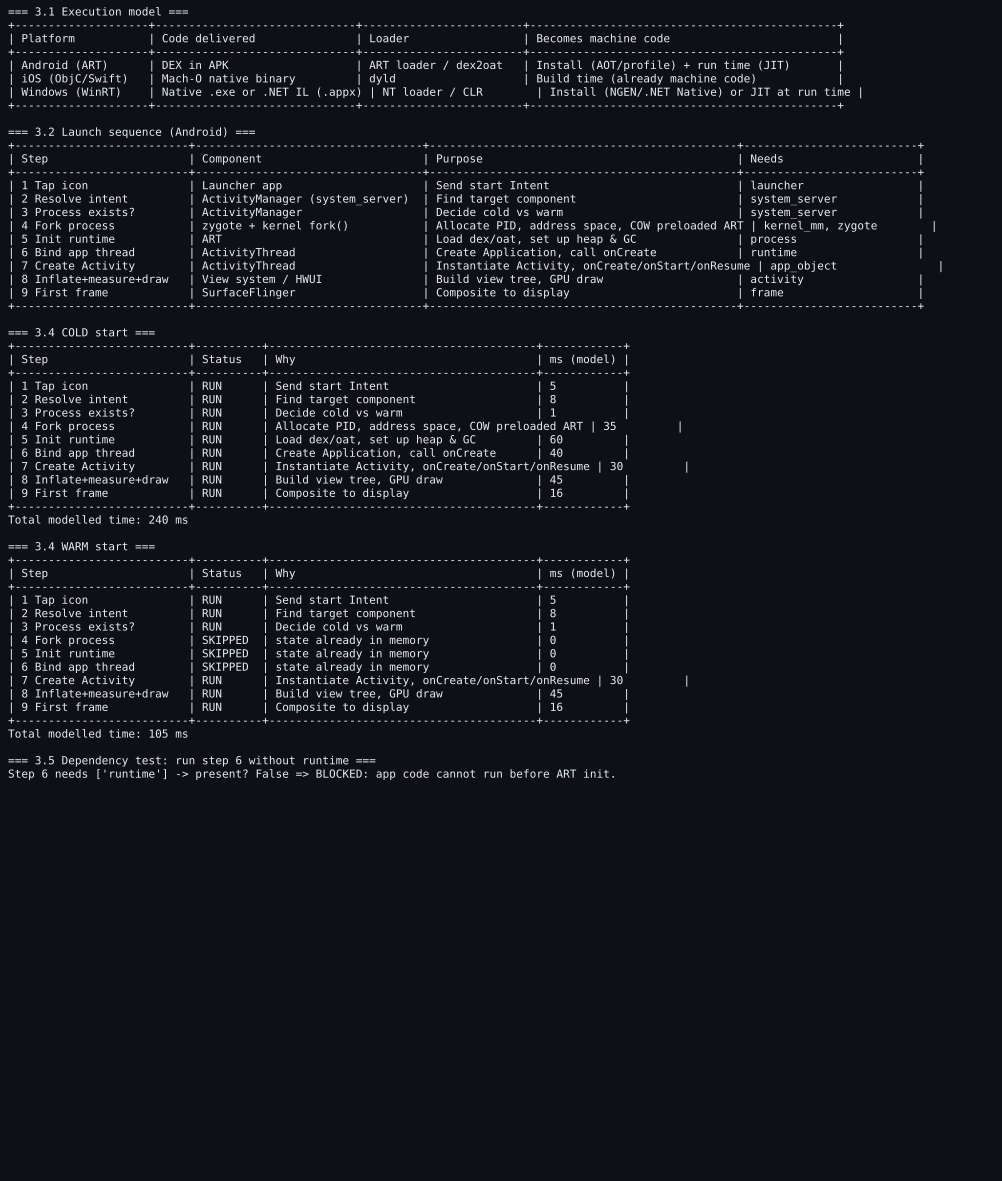 === 3.1 Execution model ===
+--------------------+------------------------------+-------------------------+-----------------------------------------------+
| Platform           | Code delivered               | Loader                  | Becomes machine code                          |
+--------------------+------------------------------+-------------------------+-----------------------------------------------+
| Android (ART)      | DEX in APK                   | ART loader / dex2oat    | Install (AOT/profile) + run time (JIT)        |
| iOS (ObjC/Swift)   | Mach-O native binary         | dyld                    | Build time (already machine code)             |
| Windows (WinRT)    | Native .exe or .NET IL (.appx) | NT loader / CLR         | Install (NGEN/.NET Native) or JIT at run time |
+--------------------+------------------------------+-------------------------+-----------------------------------------------+
=== 3.2 Launch sequence (Android) ===
+--------------------------+----------------------------------+----------------------------------------------+--------------------------+
| Step                     | Component                        | Purpose                                      | Needs                    |
+--------------------------+----------------------------------+----------------------------------------------+--------------------------+
| 1 Tap icon               | Launcher app                     | Send start Intent                            | launcher                 |
| 2 Resolve intent         | ActivityManager (system_server)  | Find target component                        | system_server            |
| 3 Process exists?        | ActivityManager                  | Decide cold vs warm                          | system_server            |
| 4 Fork process           | zygote + kernel fork()           | Allocate PID, address space, COW preloaded ART | kernel_mm, zygote        |
| 5 Init runtime           | ART                              | Load dex/oat, set up heap & GC               | process                  |
| 6 Bind app thread        | ActivityThread                   | Create Application, call onCreate            | runtime                  |
| 7 Create Activity        | ActivityThread                   | Instantiate Activity, onCreate/onStart/onResume | app_object               |
| 8 Inflate+measure+draw   | View system / HWUI               | Build view tree, GPU draw                    | activity                 |
| 9 First frame            | SurfaceFlinger                   | Composite to display                         | frame                    |
+--------------------------+----------------------------------+----------------------------------------------+--------------------------+
=== 3.4 COLD start ===
+--------------------------+----------+----------------------------------------+------------+
| Step                     | Status   | Why                                    | ms (model) |
+--------------------------+----------+----------------------------------------+------------+
| 1 Tap icon               | RUN      | Send start Intent                      | 5          |
| 2 Resolve intent         | RUN      | Find target component                  | 8          |
| 3 Process exists?        | RUN      | Decide cold vs warm                    | 1          |
| 4 Fork process           | RUN      | Allocate PID, address space, COW preloaded ART | 35         |
| 5 Init runtime           | RUN      | Load dex/oat, set up heap & GC         | 60         |
| 6 Bind app thread        | RUN      | Create Application, call onCreate      | 40         |
| 7 Create Activity        | RUN      | Instantiate Activity, onCreate/onStart/onResume | 30         |
| 8 Inflate+measure+draw   | RUN      | Build view tree, GPU draw              | 45         |
| 9 First frame            | RUN      | Composite to display                   | 16         |
+--------------------------+----------+----------------------------------------+------------+
Total modelled time: 240 ms
=== 3.4 WARM start ===
+--------------------------+----------+----------------------------------------+------------+
| Step                     | Status   | Why                                    | ms (model) |
+--------------------------+----------+----------------------------------------+------------+
| 1 Tap icon               | RUN      | Send start Intent                      | 5          |
| 2 Resolve intent         | RUN      | Find target component                  | 8          |
| 3 Process exists?        | RUN      | Decide cold vs warm                    | 1          |
| 4 Fork process           | SKIPPED  | state already in memory                | 0          |
| 5 Init runtime           | SKIPPED  | state already in memory                | 0          |
| 6 Bind app thread        | SKIPPED  | state already in memory                | 0          |
| 7 Create Activity        | RUN      | Instantiate Activity, onCreate/onStart/onResume | 30         |
| 8 Inflate+measure+draw   | RUN      | Build view tree, GPU draw              | 45         |
| 9 First frame            | RUN      | Composite to display                   | 16         |
+--------------------------+----------+----------------------------------------+------------+
Total modelled time: 105 ms
=== 3.5 Dependency test: run step 6 without runtime ===
Step 6 needs ['runtime'] -> present? False => BLOCKED: app code cannot run before ART init.